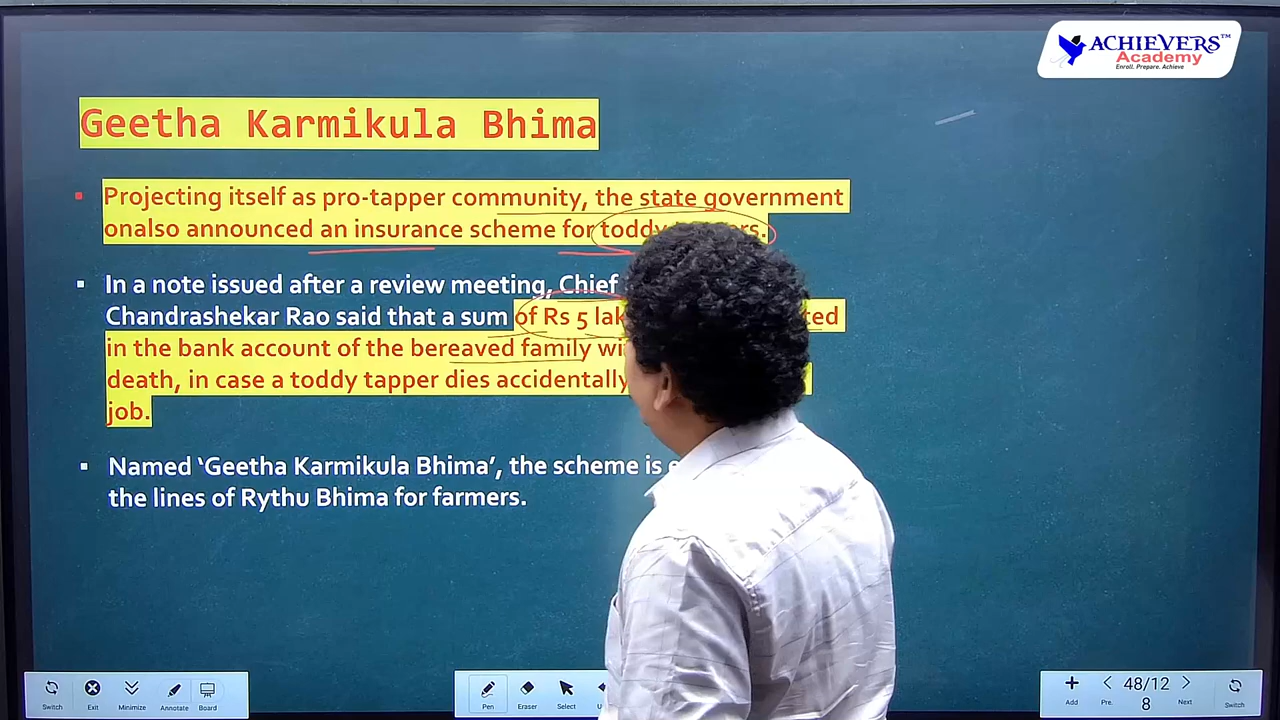 ACHIEVERS™
Academy
Enroll. Prepare. Achieve
Geetha Karmikula Bhima
Projecting itself as pro-tapper community, the state government
onalso announced an insurance scheme for toddy
In a note issued after a review meeting, Chief
Chandrashekar Rao said that a sum of Rs 5
in the bank account of the bereaved family
death, in case a toddy tapper dies accidentally
job.
Named ‘Geetha Karmikula Bhima’, the scheme is
the lines of Rythu Bhima for farmers.
Switch Exit Minimize Annotate Board
Pen Eraser Select
Add Pre. 48/12 Next Switch
8